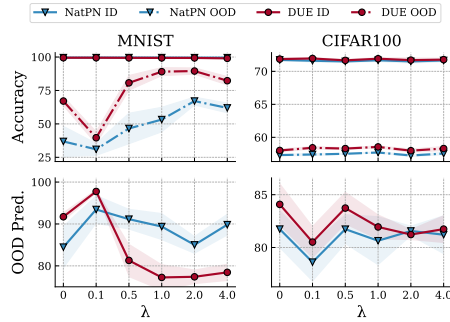 NatPN ID NatPN OOD DUE ID DUE OOD
MNIST CIFAR100
Accuracy
100
75
50
25
70
65
60
OOD Pred.
100
90
80
85
80
0 0.1 0.5 1.0 2.0 4.0
0 0.1 0.5 1.0 2.0 4.0
λ λ